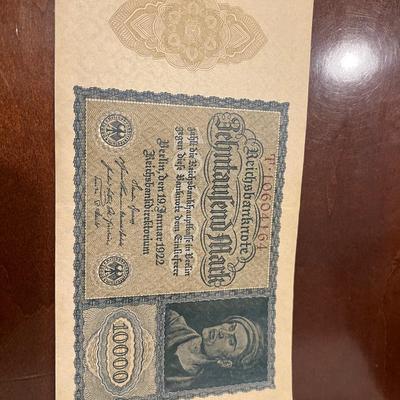 Reichsbanknote
Zehntausend Mark
zahlt die Reichsbankhauptkasse in Berlin
gegen diese Banknote dem Einlieferer
Berlin, den 19. Januar 1922
Reichsbankdirektorium
10000